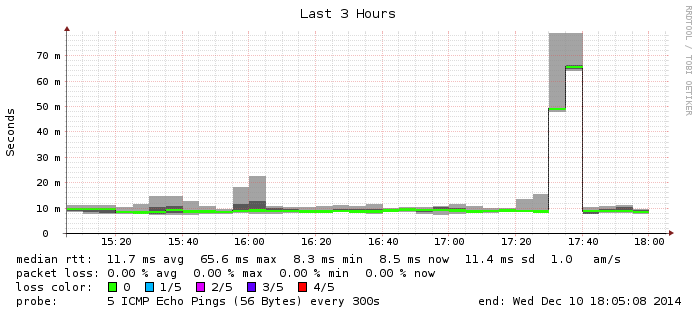 Last 3 Hours
RRDTOOL / TOBI OETIKER
Seconds
70 m
60 m
50 m
40 m
30 m
20 m
10 m
0
15:20 15:40 16:00 16:20 16:40 17:00 17:20 17:40 18:00
median rtt: 11.7 ms avg 65.6 ms max 8.3 ms min 8.5 ms now 11.4 ms sd 1.0 am/s
packet loss: 0.00 % avg 0.00 % max 0.00 % min 0.00 % now
loss color: 0 1/5 2/5 3/5 4/5
probe: 5 ICMP Echo Pings (56 Bytes) every 300s end: Wed Dec 10 18:05:08 2014